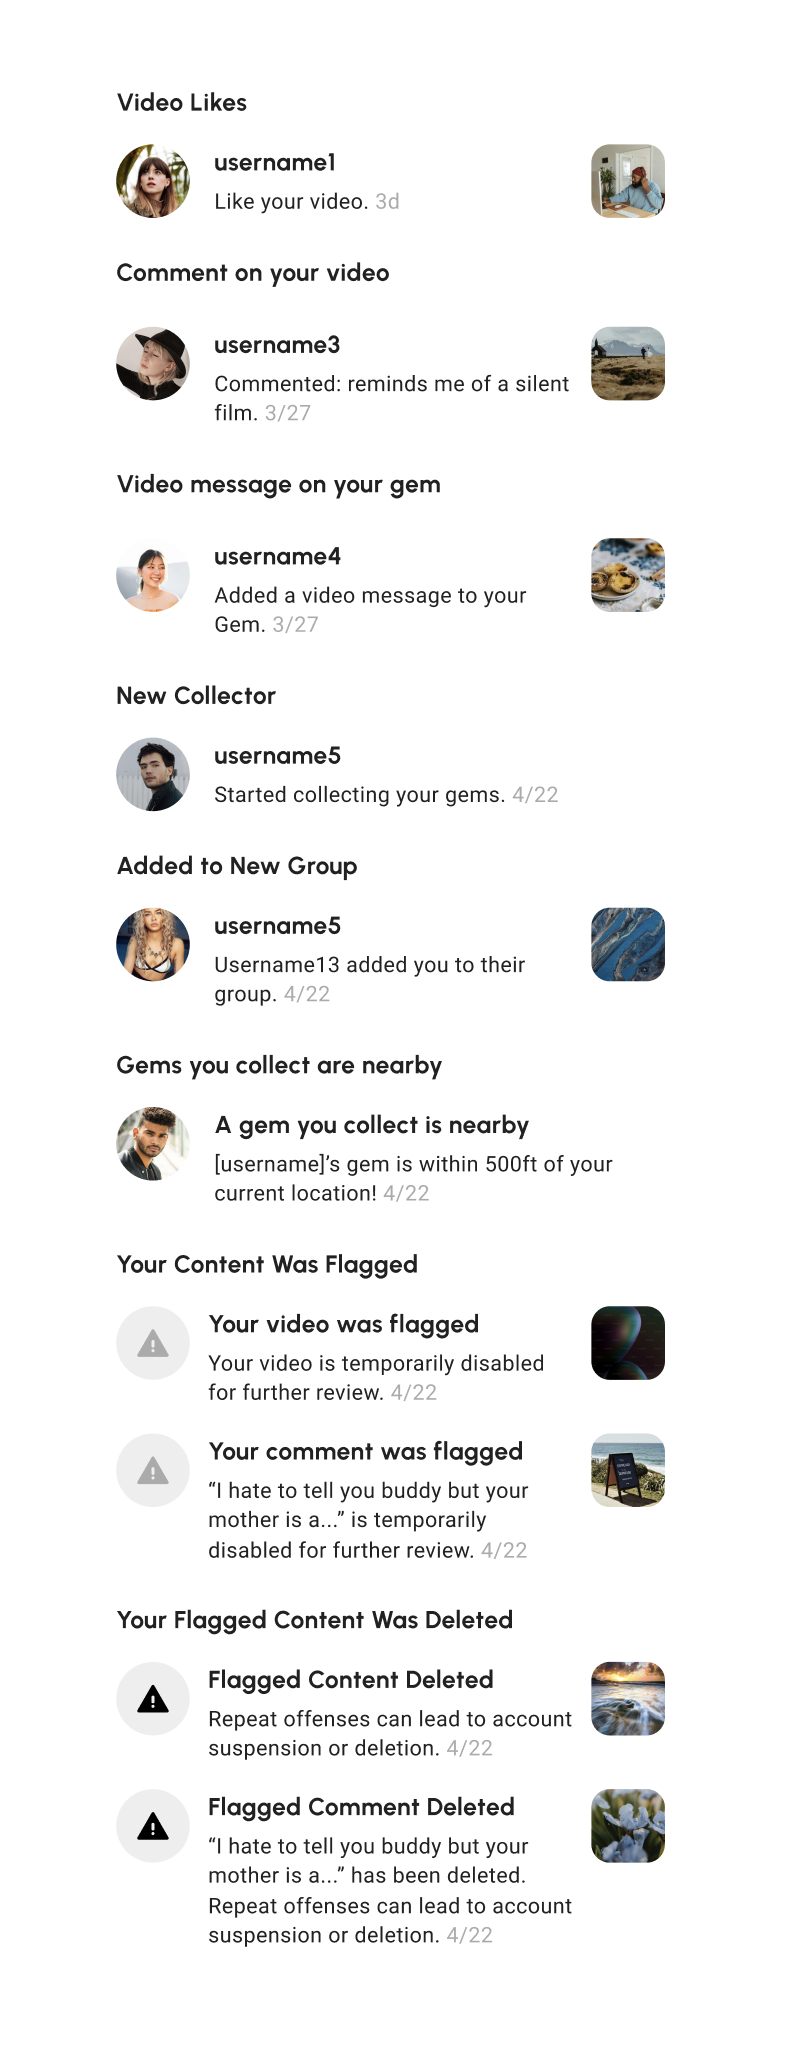 Video Likes
username1
Like your video. 3d
Comment on your video
username3
Commented: reminds me of a silent
film. 3/27
Video message on your gem
username4
Added a video message to your
Gem. 3/27
New Collector
username5
Started collecting your gems. 4/22
Added to New Group
username5
Username13 added you to their
group. 4/22
Gems you collect are nearby
A gem you collect is nearby
[username]’s gem is within 500ft of your
current location! 4/22
Your Content Was Flagged
Your video was flagged
Your video is temporarily disabled
for further review. 4/22
Your comment was flagged
“I hate to tell you buddy but your
mother is a...” is temporarily
disabled for further review. 4/22
Your Flagged Content Was Deleted
Flagged Content Deleted
Repeat offenses can lead to account
suspension or deletion. 4/22
Flagged Comment Deleted
“I hate to tell you buddy but your
mother is a...” has been deleted.
Repeat offenses can lead to account
suspension or deletion. 4/22